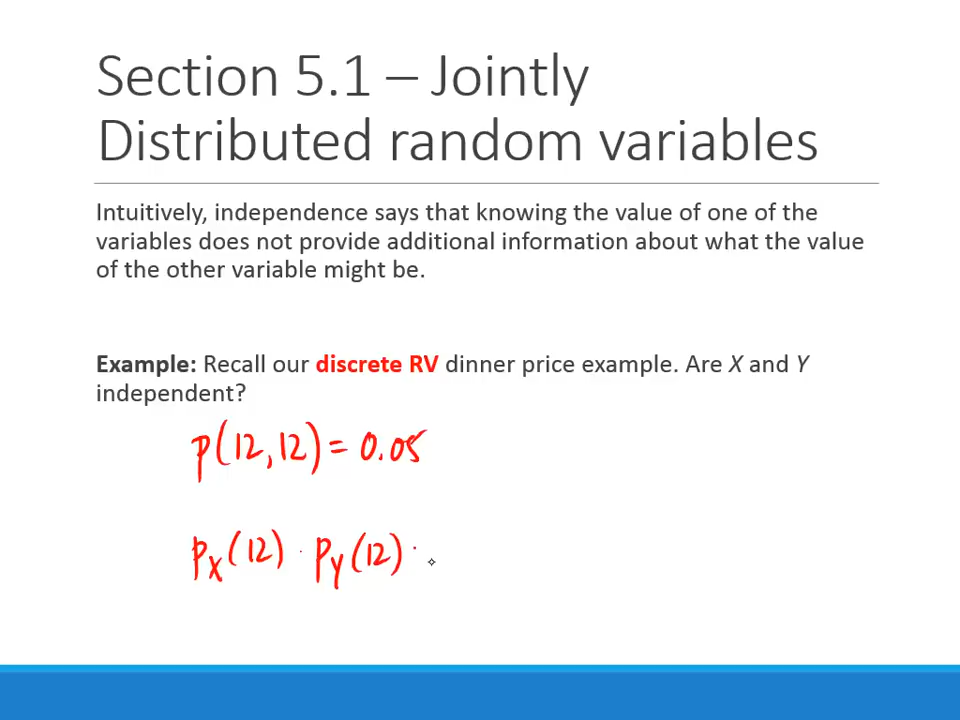 Section 5.1 – Jointly
Distributed random variables
Intuitively, independence says that knowing the value of one of the
variables does not provide additional information about what the value
of the other variable might be.
Example: Recall our discrete RV dinner price example. Are X and Y
independent?
p(12,12) = 0.05
pX(12) · pY(12)